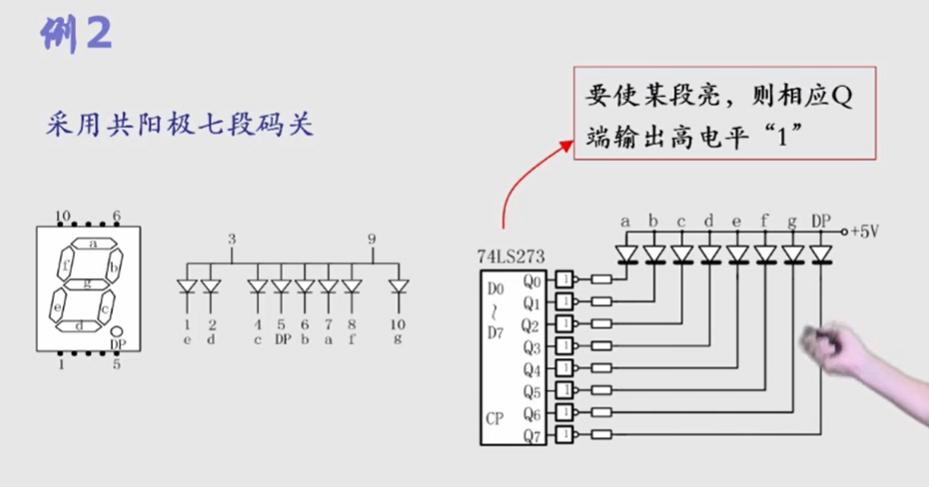 例2
采用共阳极七段码关
要使某段亮，则相应Q
端输出高电平“1”
10 6
a
f b
g
e c
d
DP
1 5
3 9
1 2 4 5 6 7 8 10
e d c DP b a f g
a b c d e f g DP
+5V
74LS273
D0
~
D7
CP
Q0 1
Q1 1
Q2 1
Q3 1
Q4 1
Q5 1
Q6 1
Q7 1